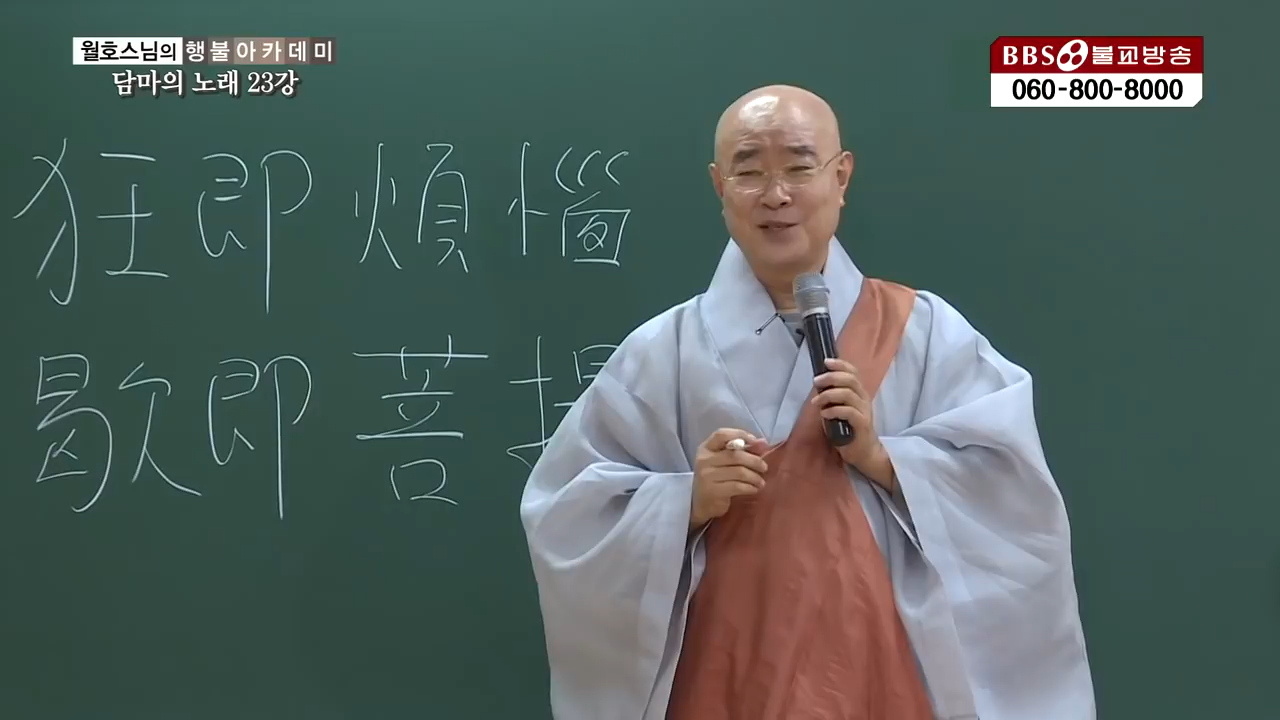 월호스님의 행불아카데미
담마의 노래 23강
BBS 불교방송
060-800-8000
狂即煩惱
歇即菩提